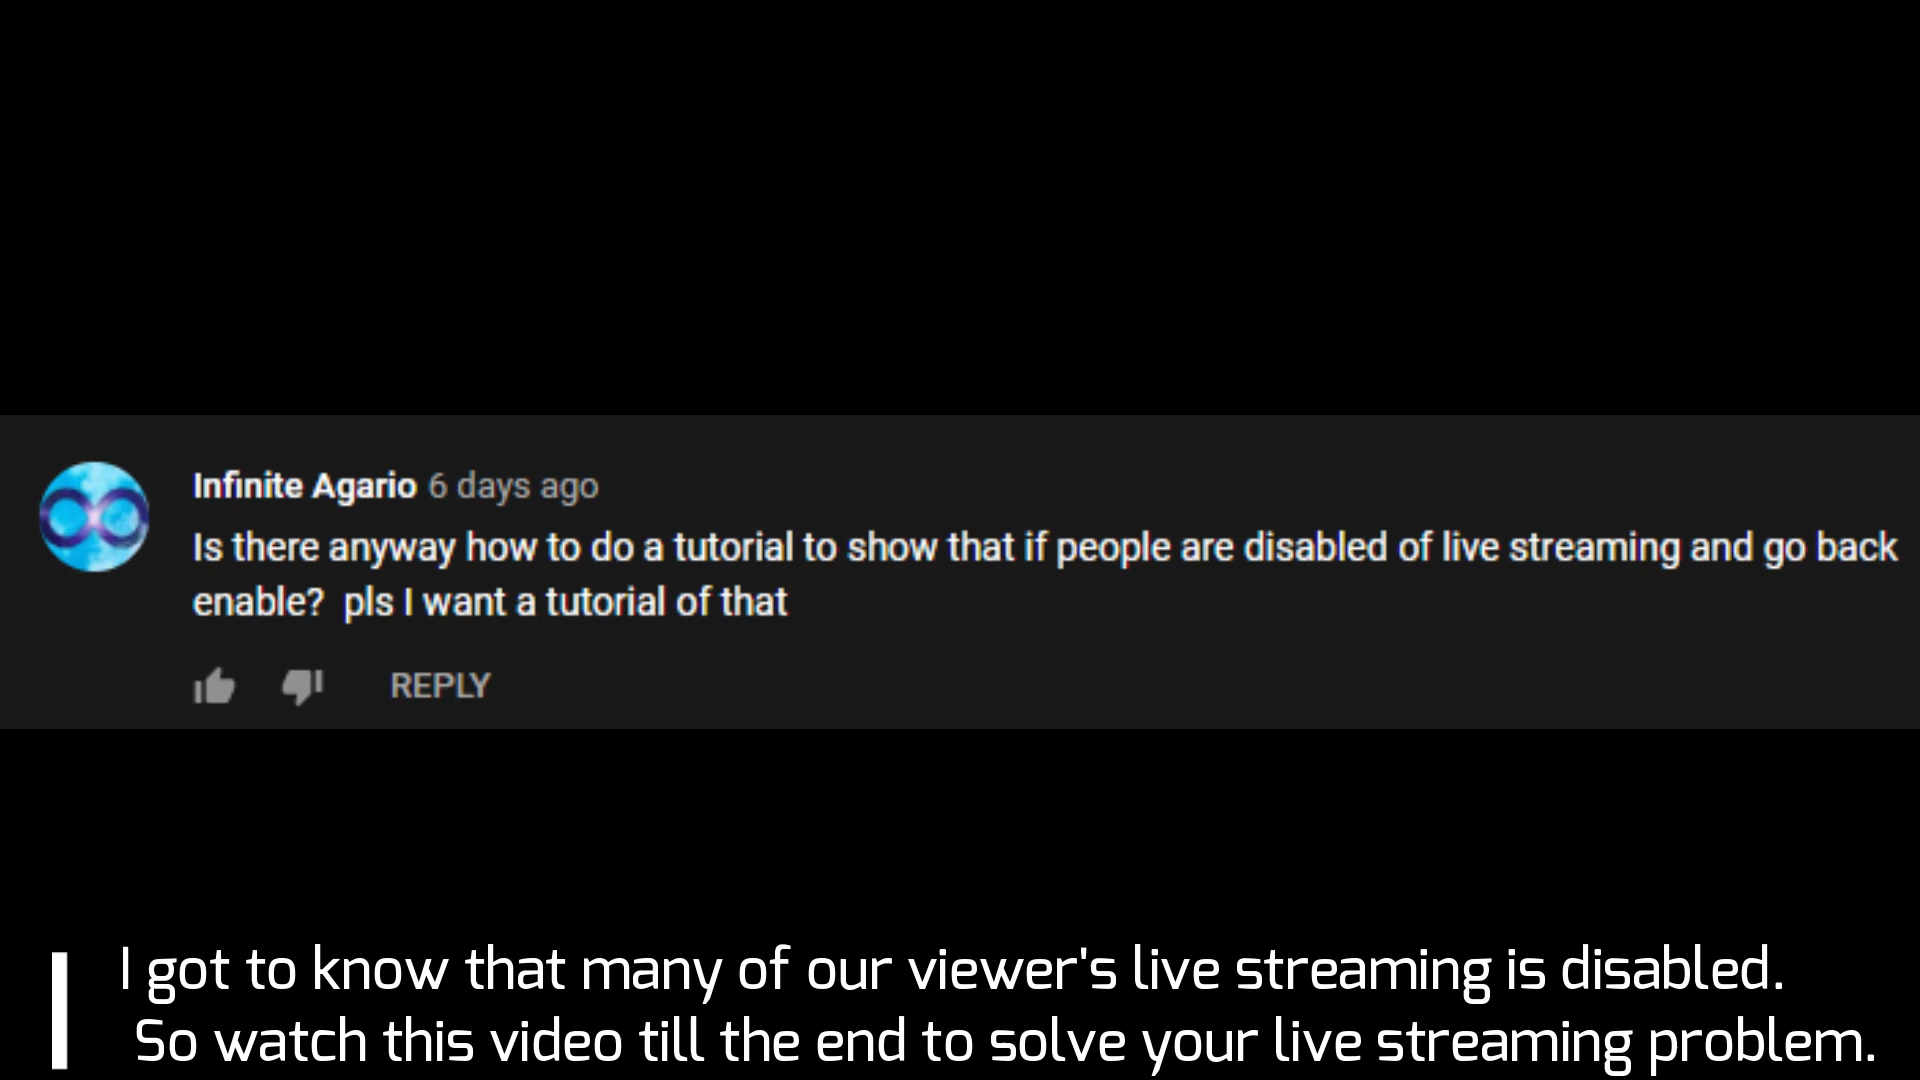 Infinite Agario 6 days ago
Is there anyway how to do a tutorial to show that if people are disabled of live streaming and go back
enable?  pls I want a tutorial of that
REPLY
I got to know that many of our viewer's live streaming is disabled.
So watch this video till the end to solve your live streaming problem.